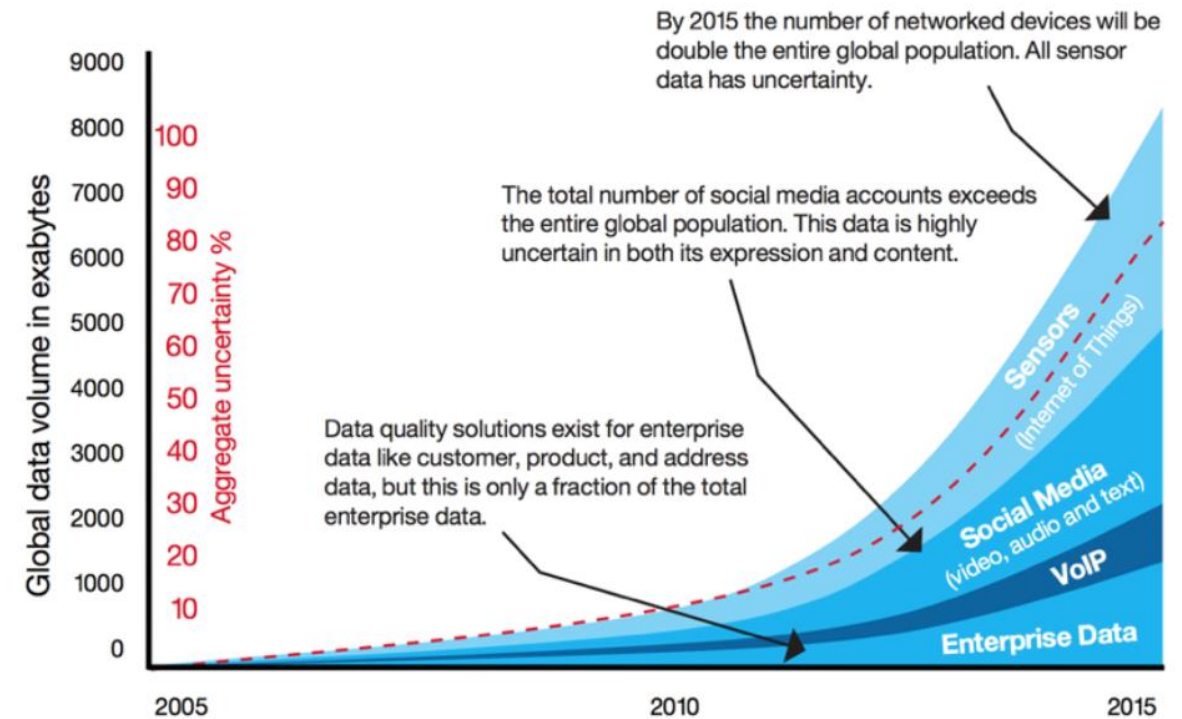 By 2015 the number of networked devices will be
double the entire global population. All sensor
data has uncertainty.
The total number of social media accounts exceeds
the entire global population. This data is highly
uncertain in both its expression and content.
Data quality solutions exist for enterprise
data like customer, product, and address
data, but this is only a fraction of the total
enterprise data.
Global data volume in exabytes
9000
8000
7000
6000
5000
4000
3000
2000
1000
0
Aggregate uncertainty %
100
90
80
70
60
50
40
30
20
10
Sensors
(Internet of Things)
Social Media
(video, audio and text)
VoIP
Enterprise Data
2005
2010
2015